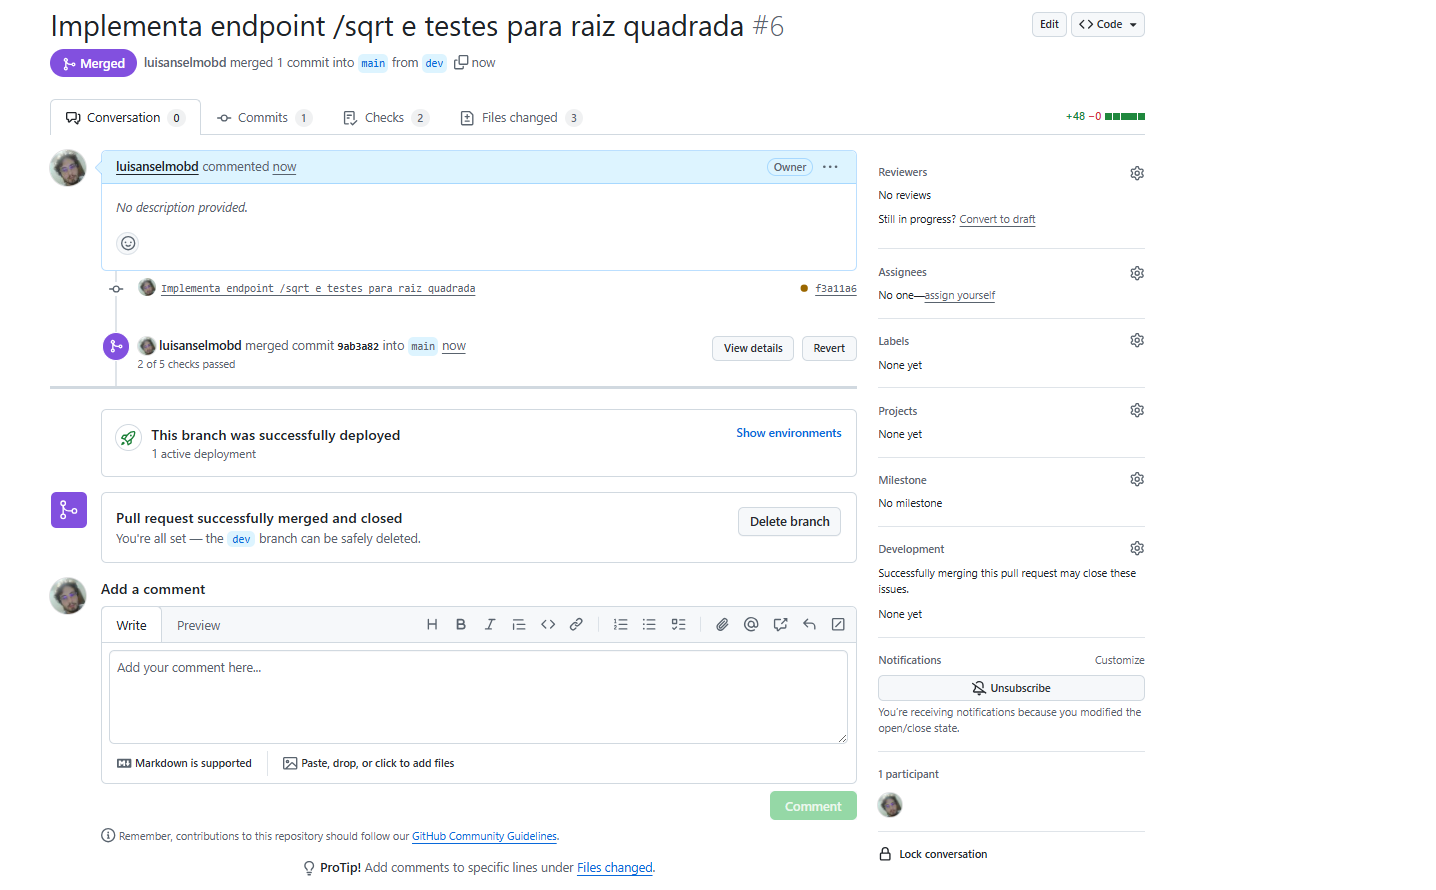 Implementa endpoint /sqrt e testes para raiz quadrada #6
Edit
Code
Merged
luisanselmobd merged 1 commit into main from dev now
Conversation 0
Commits 1
Checks 2
Files changed 3
+48 −0
luisanselmobd commented now
Owner
No description provided.
Implementa endpoint /sqrt e testes para raiz quadrada
f3a11a6
luisanselmobd merged commit 9ab3a82 into main now
2 of 5 checks passed
View details
Revert
This branch was successfully deployed
1 active deployment
Show environments
Pull request successfully merged and closed
You're all set — the dev branch can be safely deleted.
Delete branch
Add a comment
Write
Preview
Add your comment here...
Markdown is supported
Paste, drop, or click to add files
Comment
Remember, contributions to this repository should follow our GitHub Community Guidelines.
ProTip! Add comments to specific lines under Files changed.
Reviewers
No reviews
Still in progress? Convert to draft
Assignees
No one—assign yourself
Labels
None yet
Projects
None yet
Milestone
No milestone
Development
Successfully merging this pull request may close these
issues.
None yet
Notifications
Customize
Unsubscribe
You're receiving notifications because you modified the
open/close state.
1 participant
Lock conversation